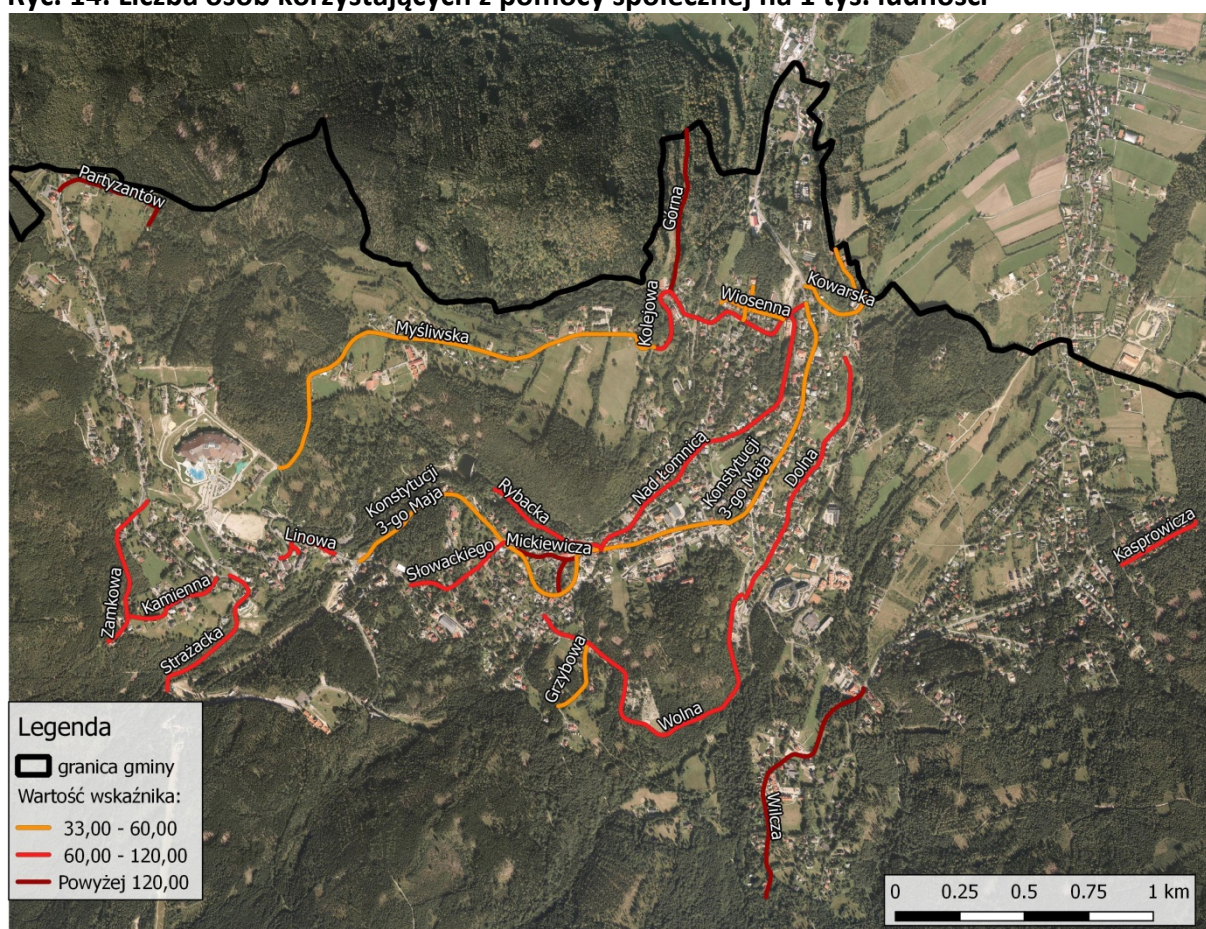 Ryc. 14. Liczba osób korzystających z pomocy społecznej na 1 tys. ludności
Partyzantów
Górna
Kowarska
Wiosenna
Kolejowa
Myśliwska
Konstytucji
3-go Maja
Rybacka
Nad Łomnicą
Konstytucji
3-go Maja
Dolna
Linowa
Mickiewicza
Słowackiego
Kasprowicza
Zamkowa
Kamienna
Strażacka
Grzybowa
Wolna
Wilcza
Legenda
granica gminy
Wartość wskaźnika:
33,00 - 60,00
60,00 - 120,00
Powyżej 120,00
0 0.25 0.5 0.75 1 km